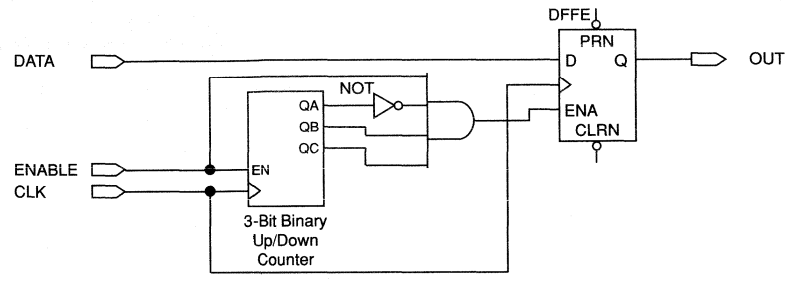 DFFE
PRN
DATA
D
Q
OUT
NOT
QA
ENA
QB
CLRN
QC
ENABLE
EN
CLK
3-Bit Binary
Up/Down
Counter